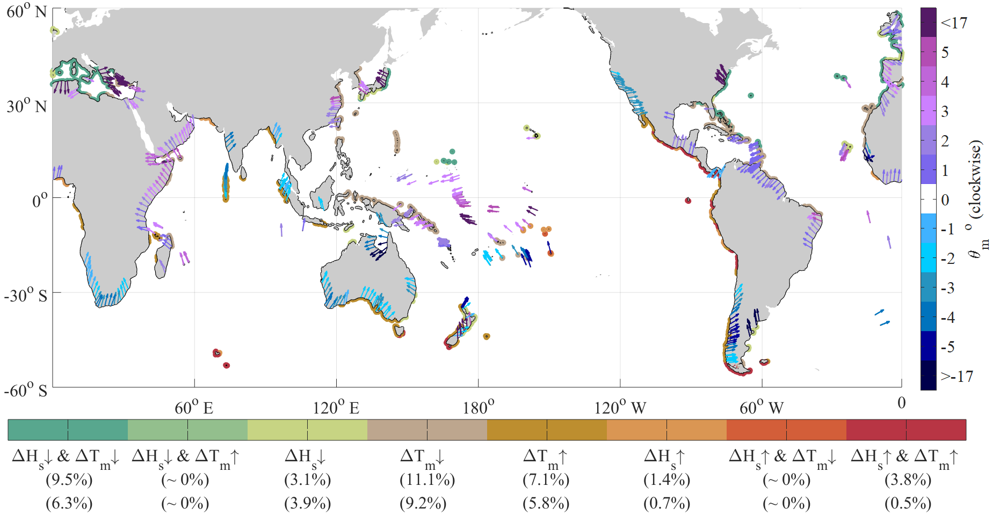 60° N
30° N
0°
-30° S
-60° S
60° E
120° E
180°
120° W
60° W
0
<17
5
4
3
2
1
0
-1
-2
-3
-4
-5
>-17
θm° (clockwise)
ΔHs↓ & ΔTm↓ ΔHs↓ & ΔTm↑ ΔHs↓ ΔTm↓ ΔTm↑ ΔHs↑ ΔHs↑ & ΔTm↓ ΔHs↑ & ΔTm↑
(9.5%) (~ 0%) (3.1%) (11.1%) (7.1%) (1.4%) (~ 0%) (3.8%)
(6.3%) (~ 0%) (3.9%) (9.2%) (5.8%) (0.7%) (~ 0%) (0.5%)